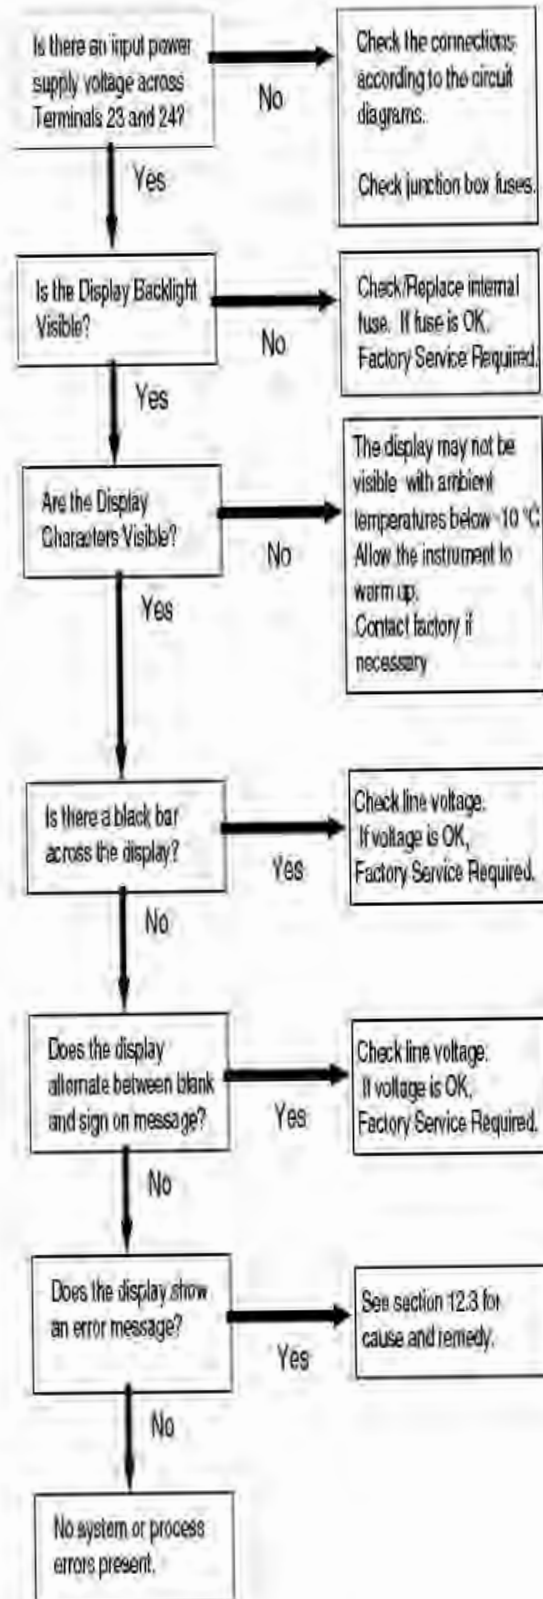 Is there an input power
supply voltage across
Terminals 23 and 24?
No
Check the connections
according to the circuit
diagrams.
Check junction box fuses.
Yes
Is the Display Backlight
Visible?
No
Check/Replace internal
fuse. If fuse is OK,
Factory Service Required.
Yes
Are the Display
Characters Visible?
No
The display may not be
visible with ambient
temperatures below -10 °C
Allow the instrument to
warm up.
Contact factory if
necessary
Yes
Is there a black bar
across the display?
Yes
Check line voltage.
If voltage is OK,
Factory Service Required.
No
Does the display
alternate between blank
and sign on message?
Yes
Check line voltage.
If voltage is OK,
Factory Service Required.
No
Does the display show
an error message?
Yes
See section 12.3 for
cause and remedy.
No
No system or process
errors present.